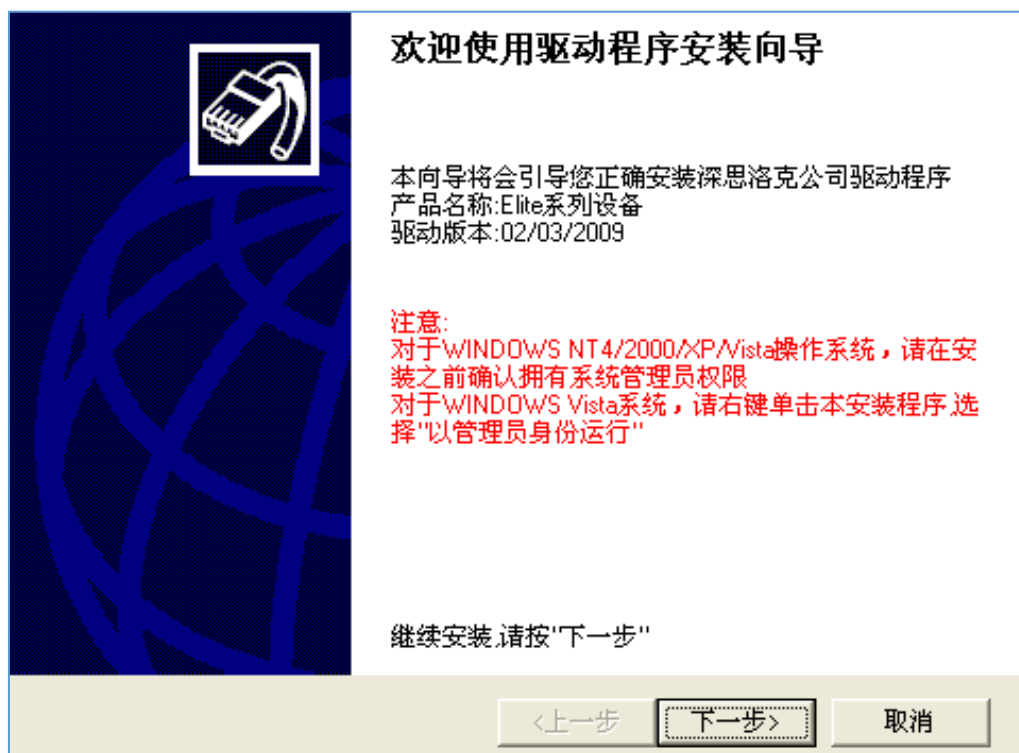 欢迎使用驱动程序安装向导
本向导将会引导您正确安装深思洛克公司驱动程序
产品名称:Elite系列设备
驱动版本:02/03/2009
注意:
对于WINDOWS NT4/2000/XP/Vista操作系统，请在安
装之前确认拥有系统管理员权限
对于WINDOWS Vista系统，请右键单击本安装程序,选
择"以管理员身份运行"
继续安装,请按"下一步"
<上一步
下一步>
取消